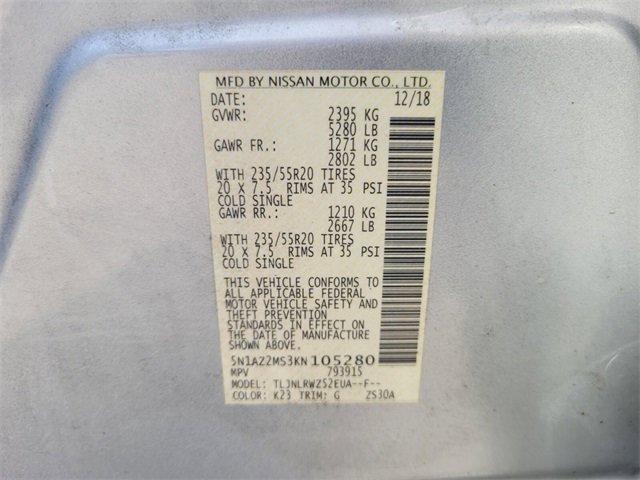 MFD BY NISSAN MOTOR CO., LTD.
DATE: 12/18
GVWR: 2395 KG
5280 LB
GAWR FR.: 1271 KG
2802 LB
WITH 235/55R20 TIRES
20 X 7.5 RIMS AT 35 PSI
COLD SINGLE
GAWR RR.: 1210 KG
2667 LB
WITH 235/55R20 TIRES
20 X 7.5 RIMS AT 35 PSI
COLD SINGLE
THIS VEHICLE CONFORMS TO
ALL APPLICABLE FEDERAL
MOTOR VEHICLE SAFETY AND
THEFT PREVENTION
STANDARDS IN EFFECT ON
THE DATE OF MANUFACTURE
SHOWN ABOVE.
5N1AZ2MS3KN105280
MPV 793915
MODEL: TLJNLRWZS2EUA--F--
COLOR: K23 TRIM: G ZS30A